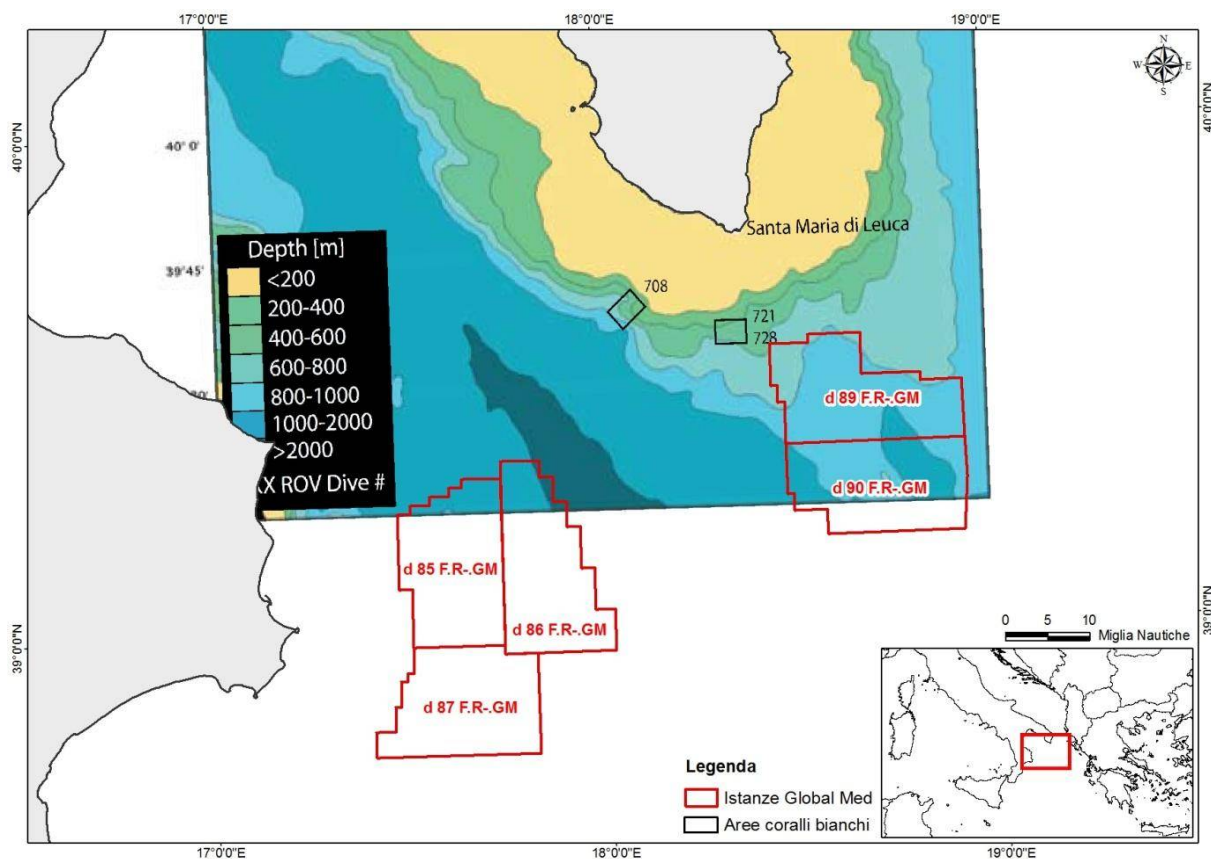 17°0'0"E
18°0'0"E
19°0'0"E
N
W
E
S
40°0'0"N
40°0'0"N
40° 0'
Santa Maria di Leuca
Depth [m]
39°45'
<200
200-400
400-600
600-800
800-1000
1000-2000
>2000
X ROV Dive #
708
721
728
d 89 F.R-.GM
d 90 F.R-.GM
d 85 F.R-.GM
d 86 F.R-.GM
d 87 F.R-.GM
39°0'0"N
39°0'0"N
0 5 10
Miglia Nautiche
Legenda
Istanze Global Med
Aree coralli bianchi
17°0'0"E
18°0'0"E
19°0'0"E